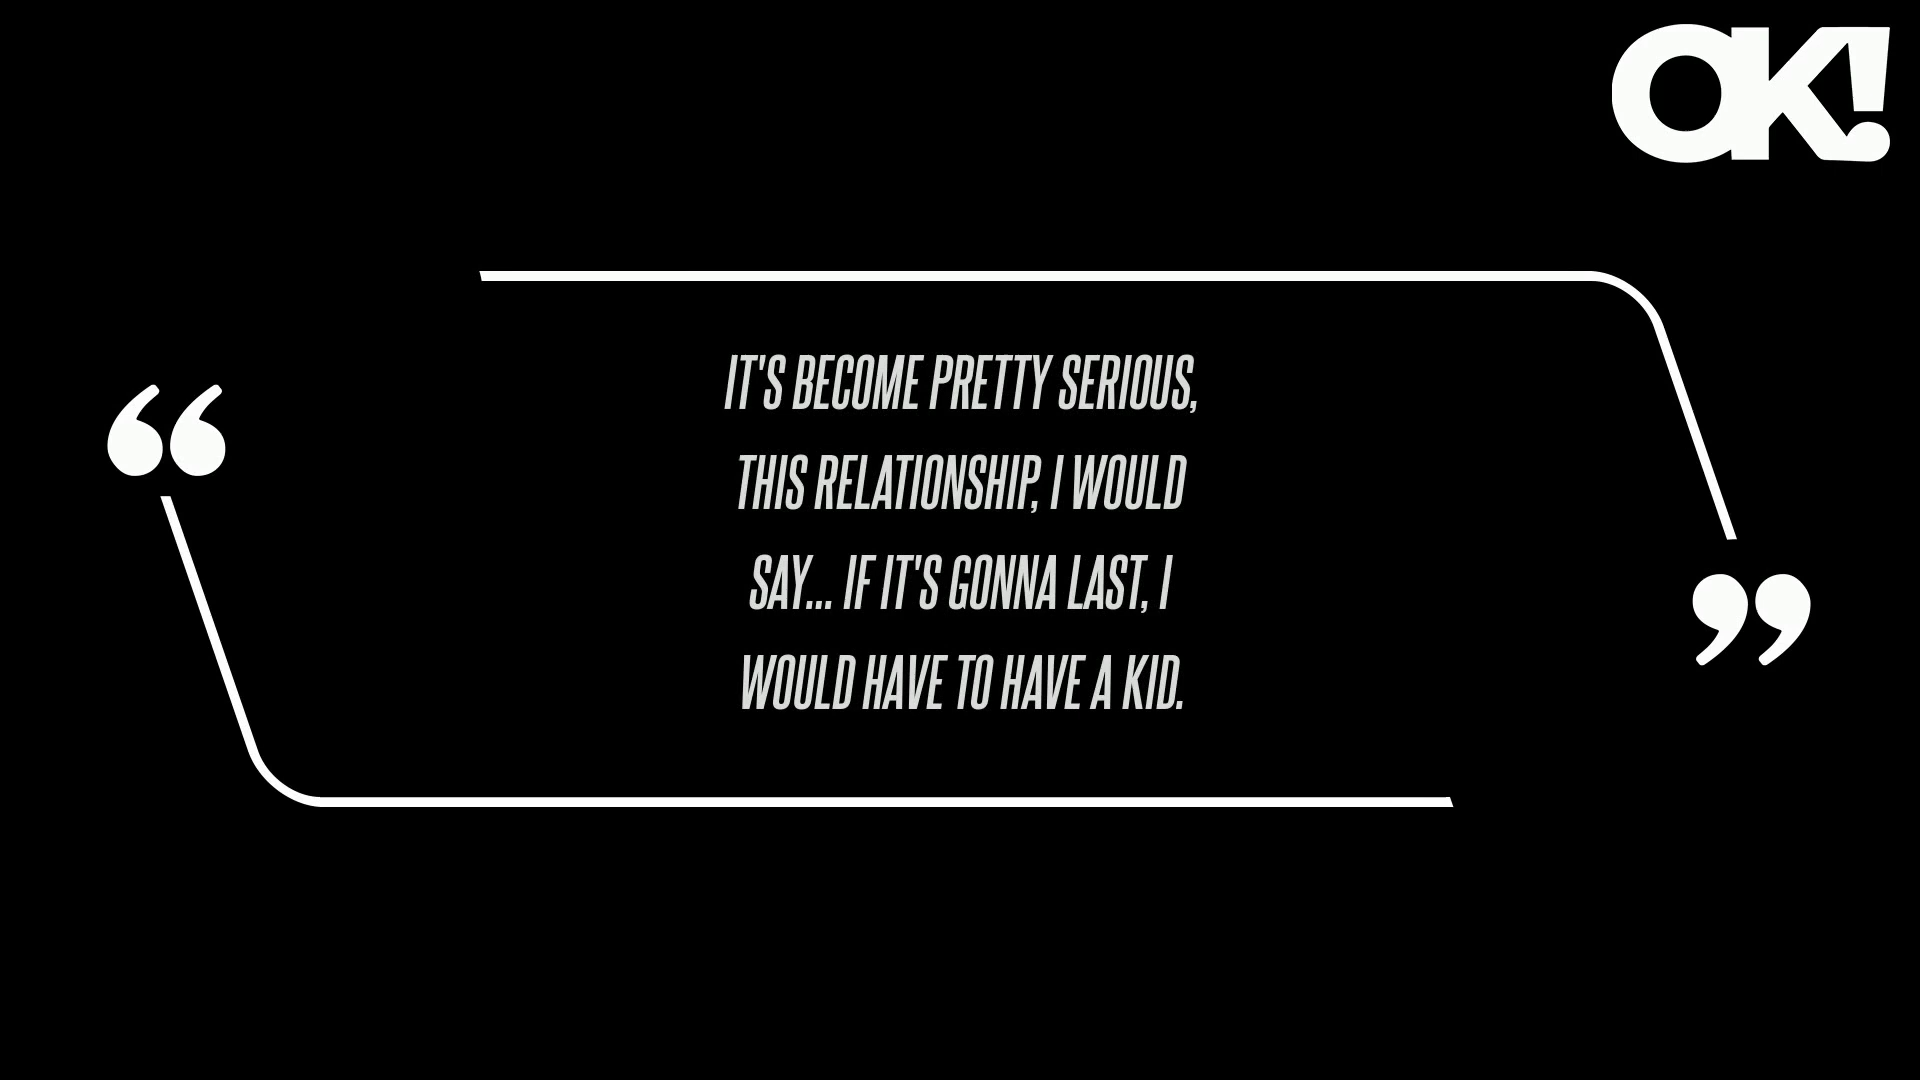 OK!
“
IT'S BECOME PRETTY SERIOUS,
THIS RELATIONSHIP, I WOULD
SAY... IF IT'S GONNA LAST, I
WOULD HAVE TO HAVE A KID.
”